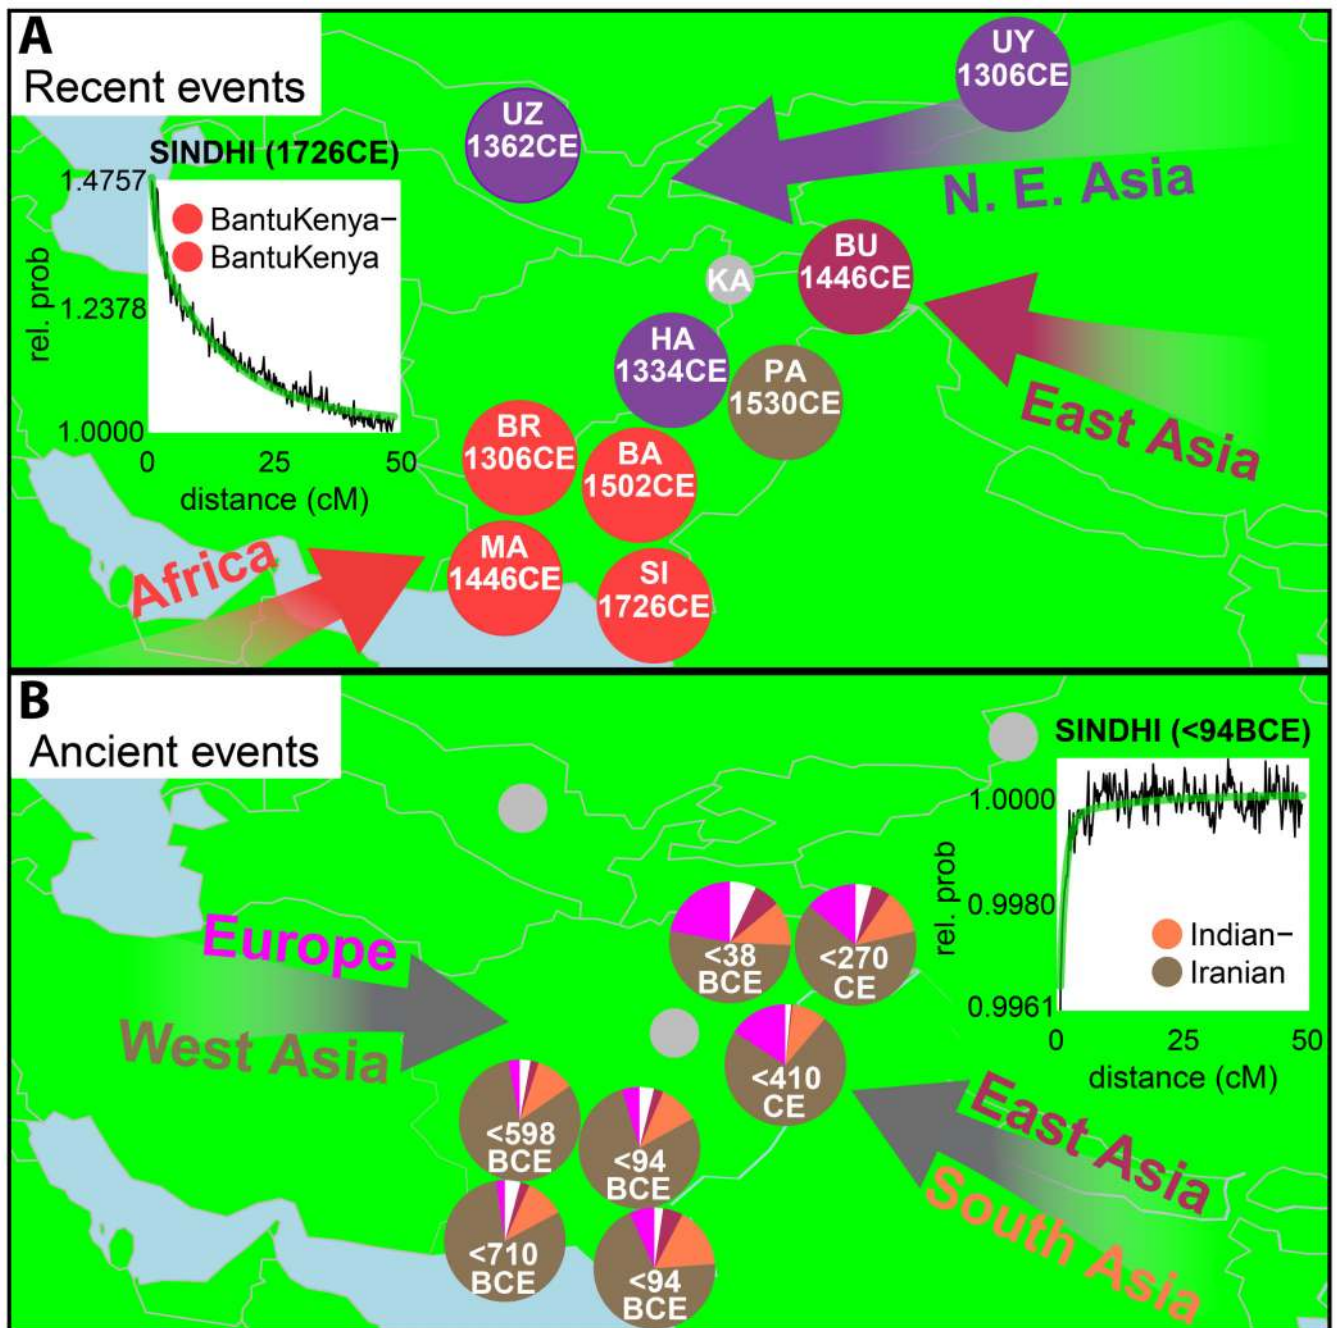 A
Recent events
SINDHI (1726CE)
1.4757
1.2378
1.0000
rel. prob
BantuKenya–
BantuKenya
0
25
50
distance (cM)
UZ
1362CE
UY
1306CE
N. E. Asia
KA
BU
1446CE
HA
1334CE
PA
1530CE
East Asia
BR
1306CE
BA
1502CE
MA
1446CE
SI
1726CE
Africa
B
Ancient events
SINDHI (<94BCE)
1.0000
0.9980
0.9961
rel. prob
Indian–
Iranian
0
25
50
distance (cM)
Europe
West Asia
<38
BCE
<270
CE
<410
CE
<598
BCE
<94
BCE
<710
BCE
<94
BCE
East Asia
South Asia